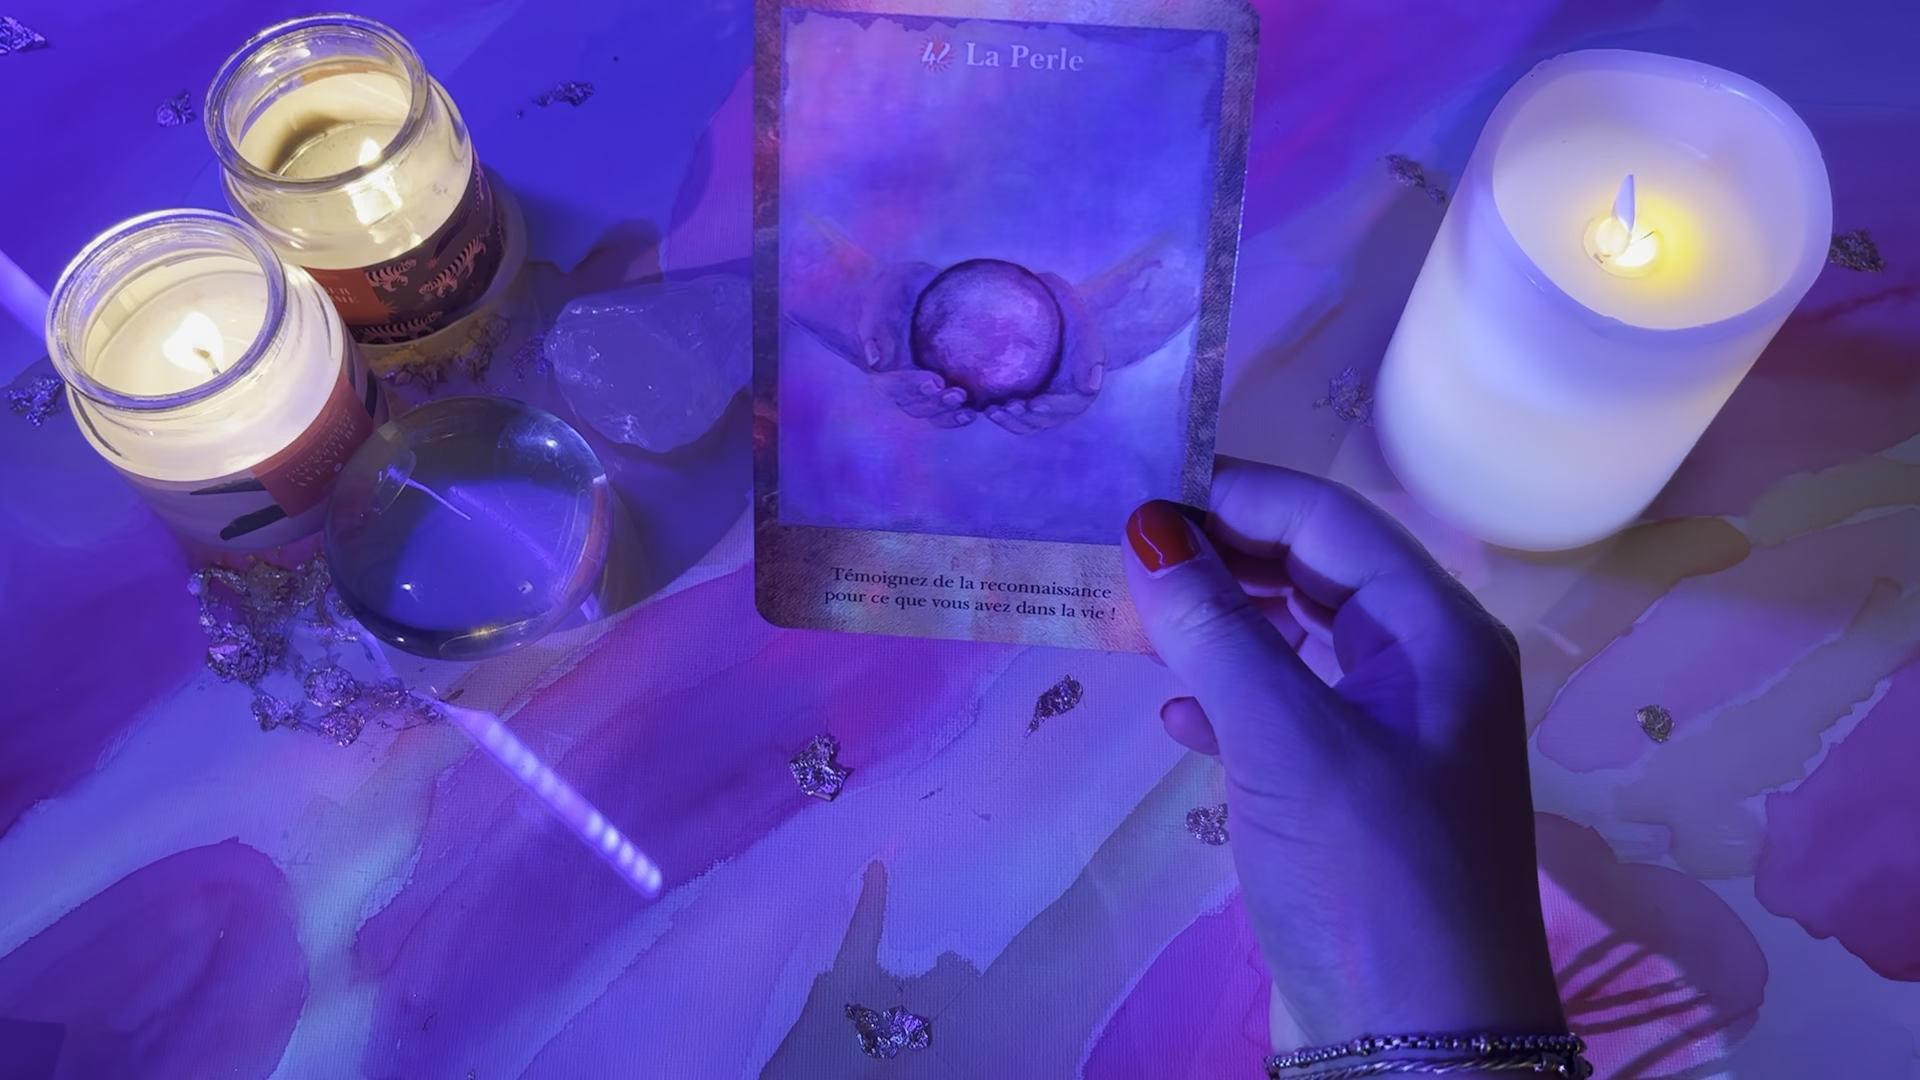 42 La Perle
Témoignez de la reconnaissance
pour ce que vous avez dans la vie !